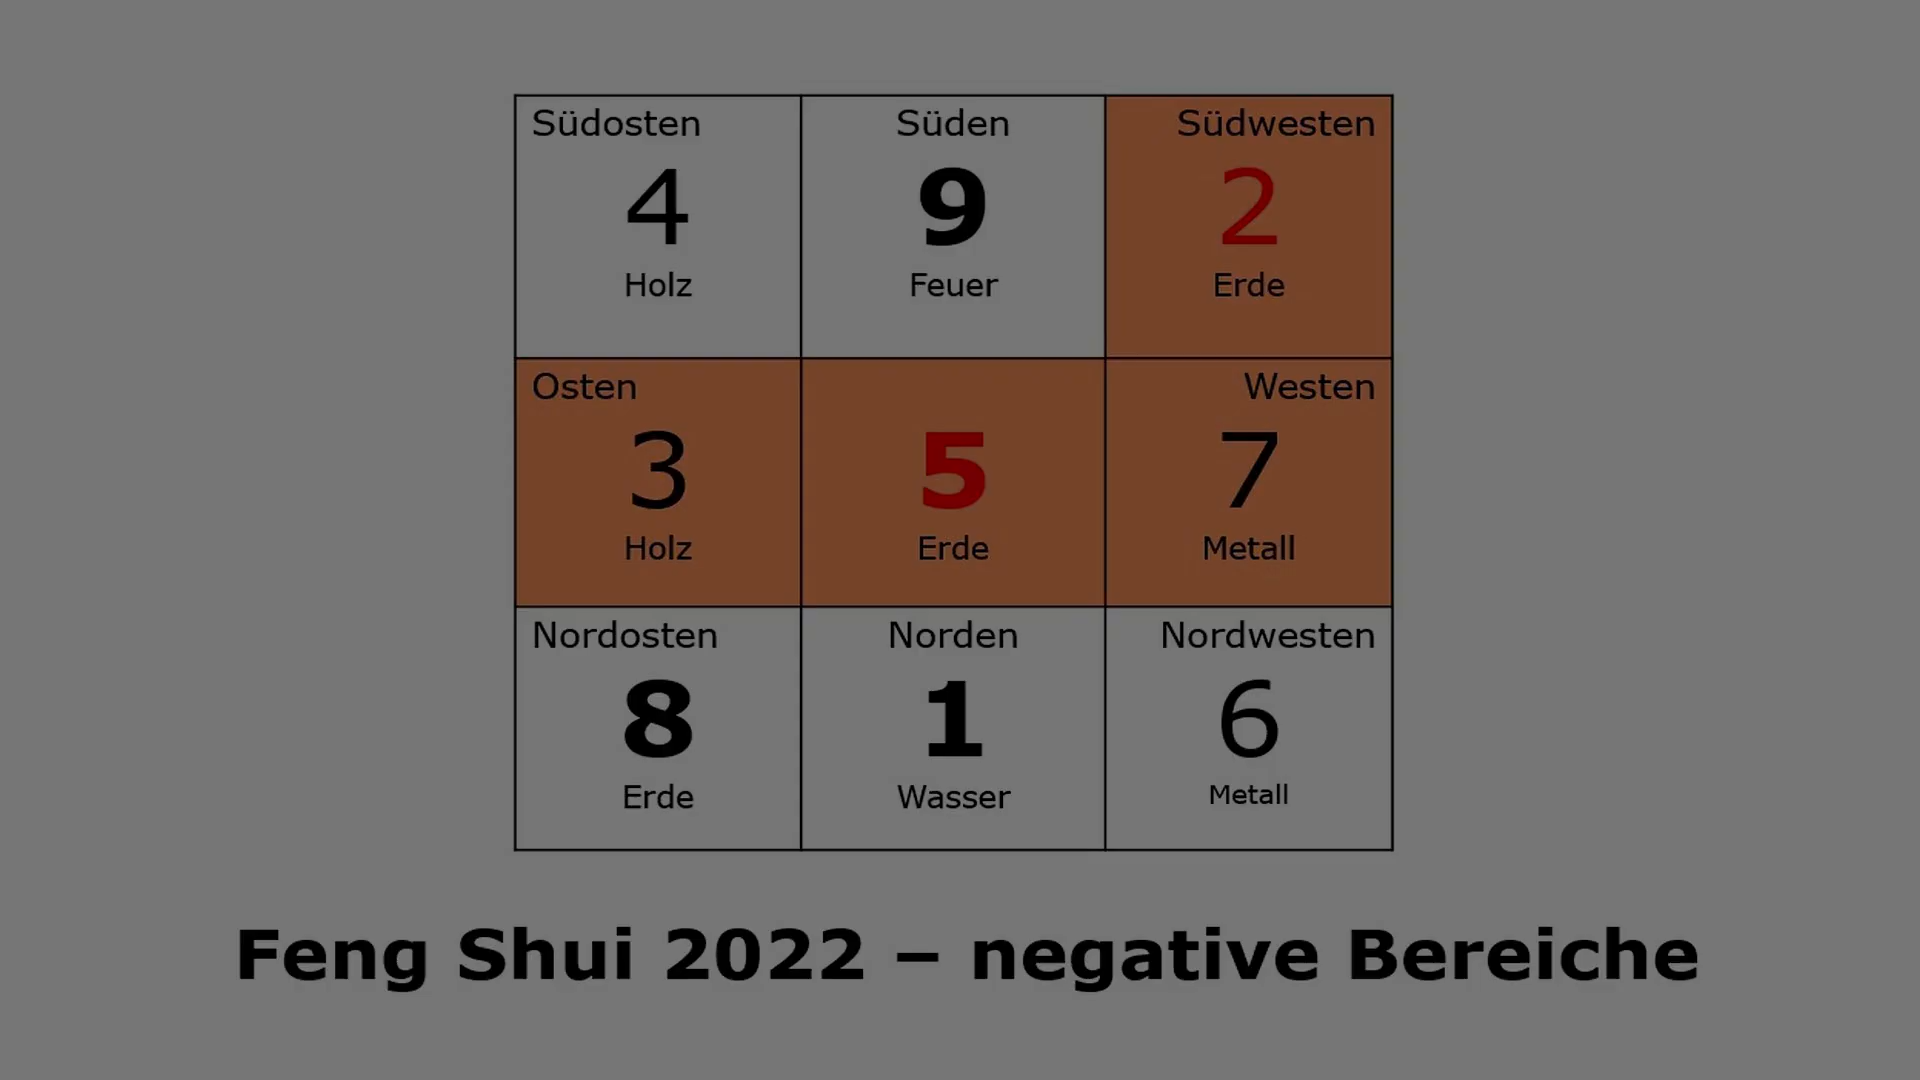 Südosten
4
Holz
Süden
9
Feuer
Südwesten
2
Erde
Osten
3
Holz
5
Erde
Westen
7
Metall
Nordosten
8
Erde
Norden
1
Wasser
Nordwesten
6
Metall
Feng Shui 2022 – negative Bereiche